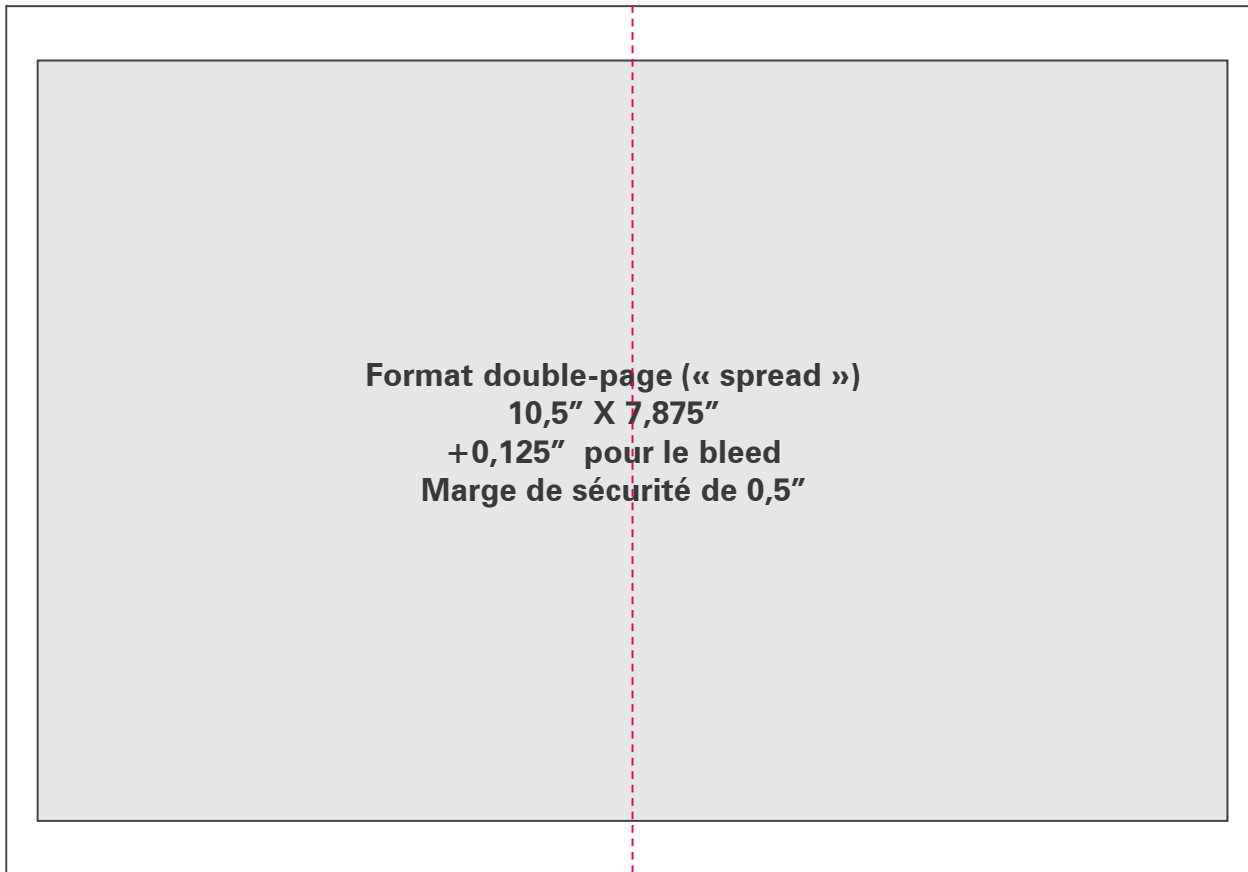 Format double-page (« spread »)
10,5” X 7,875”
+0,125”  pour le bleed
Marge de sécurité de 0,5”